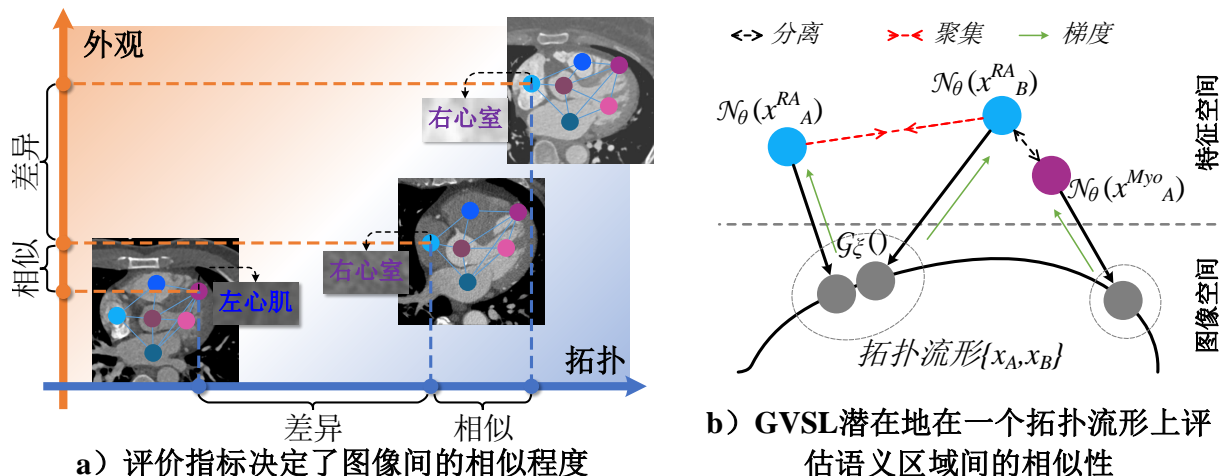 外观
右心室
右心室
左心肌
差异
相似
拓扑
差异
相似
a）评价指标决定了图像间的相似程度
分离
聚集
梯度
𝒩θ(x^RA_A)
𝒩θ(x^RA_B)
𝒩θ(x^Myo_A)
𝒢ξ()
特征空间
图像空间
拓扑流形{x_A,x_B}
b）GVSL潜在地在一个拓扑流形上评
估语义区域间的相似性